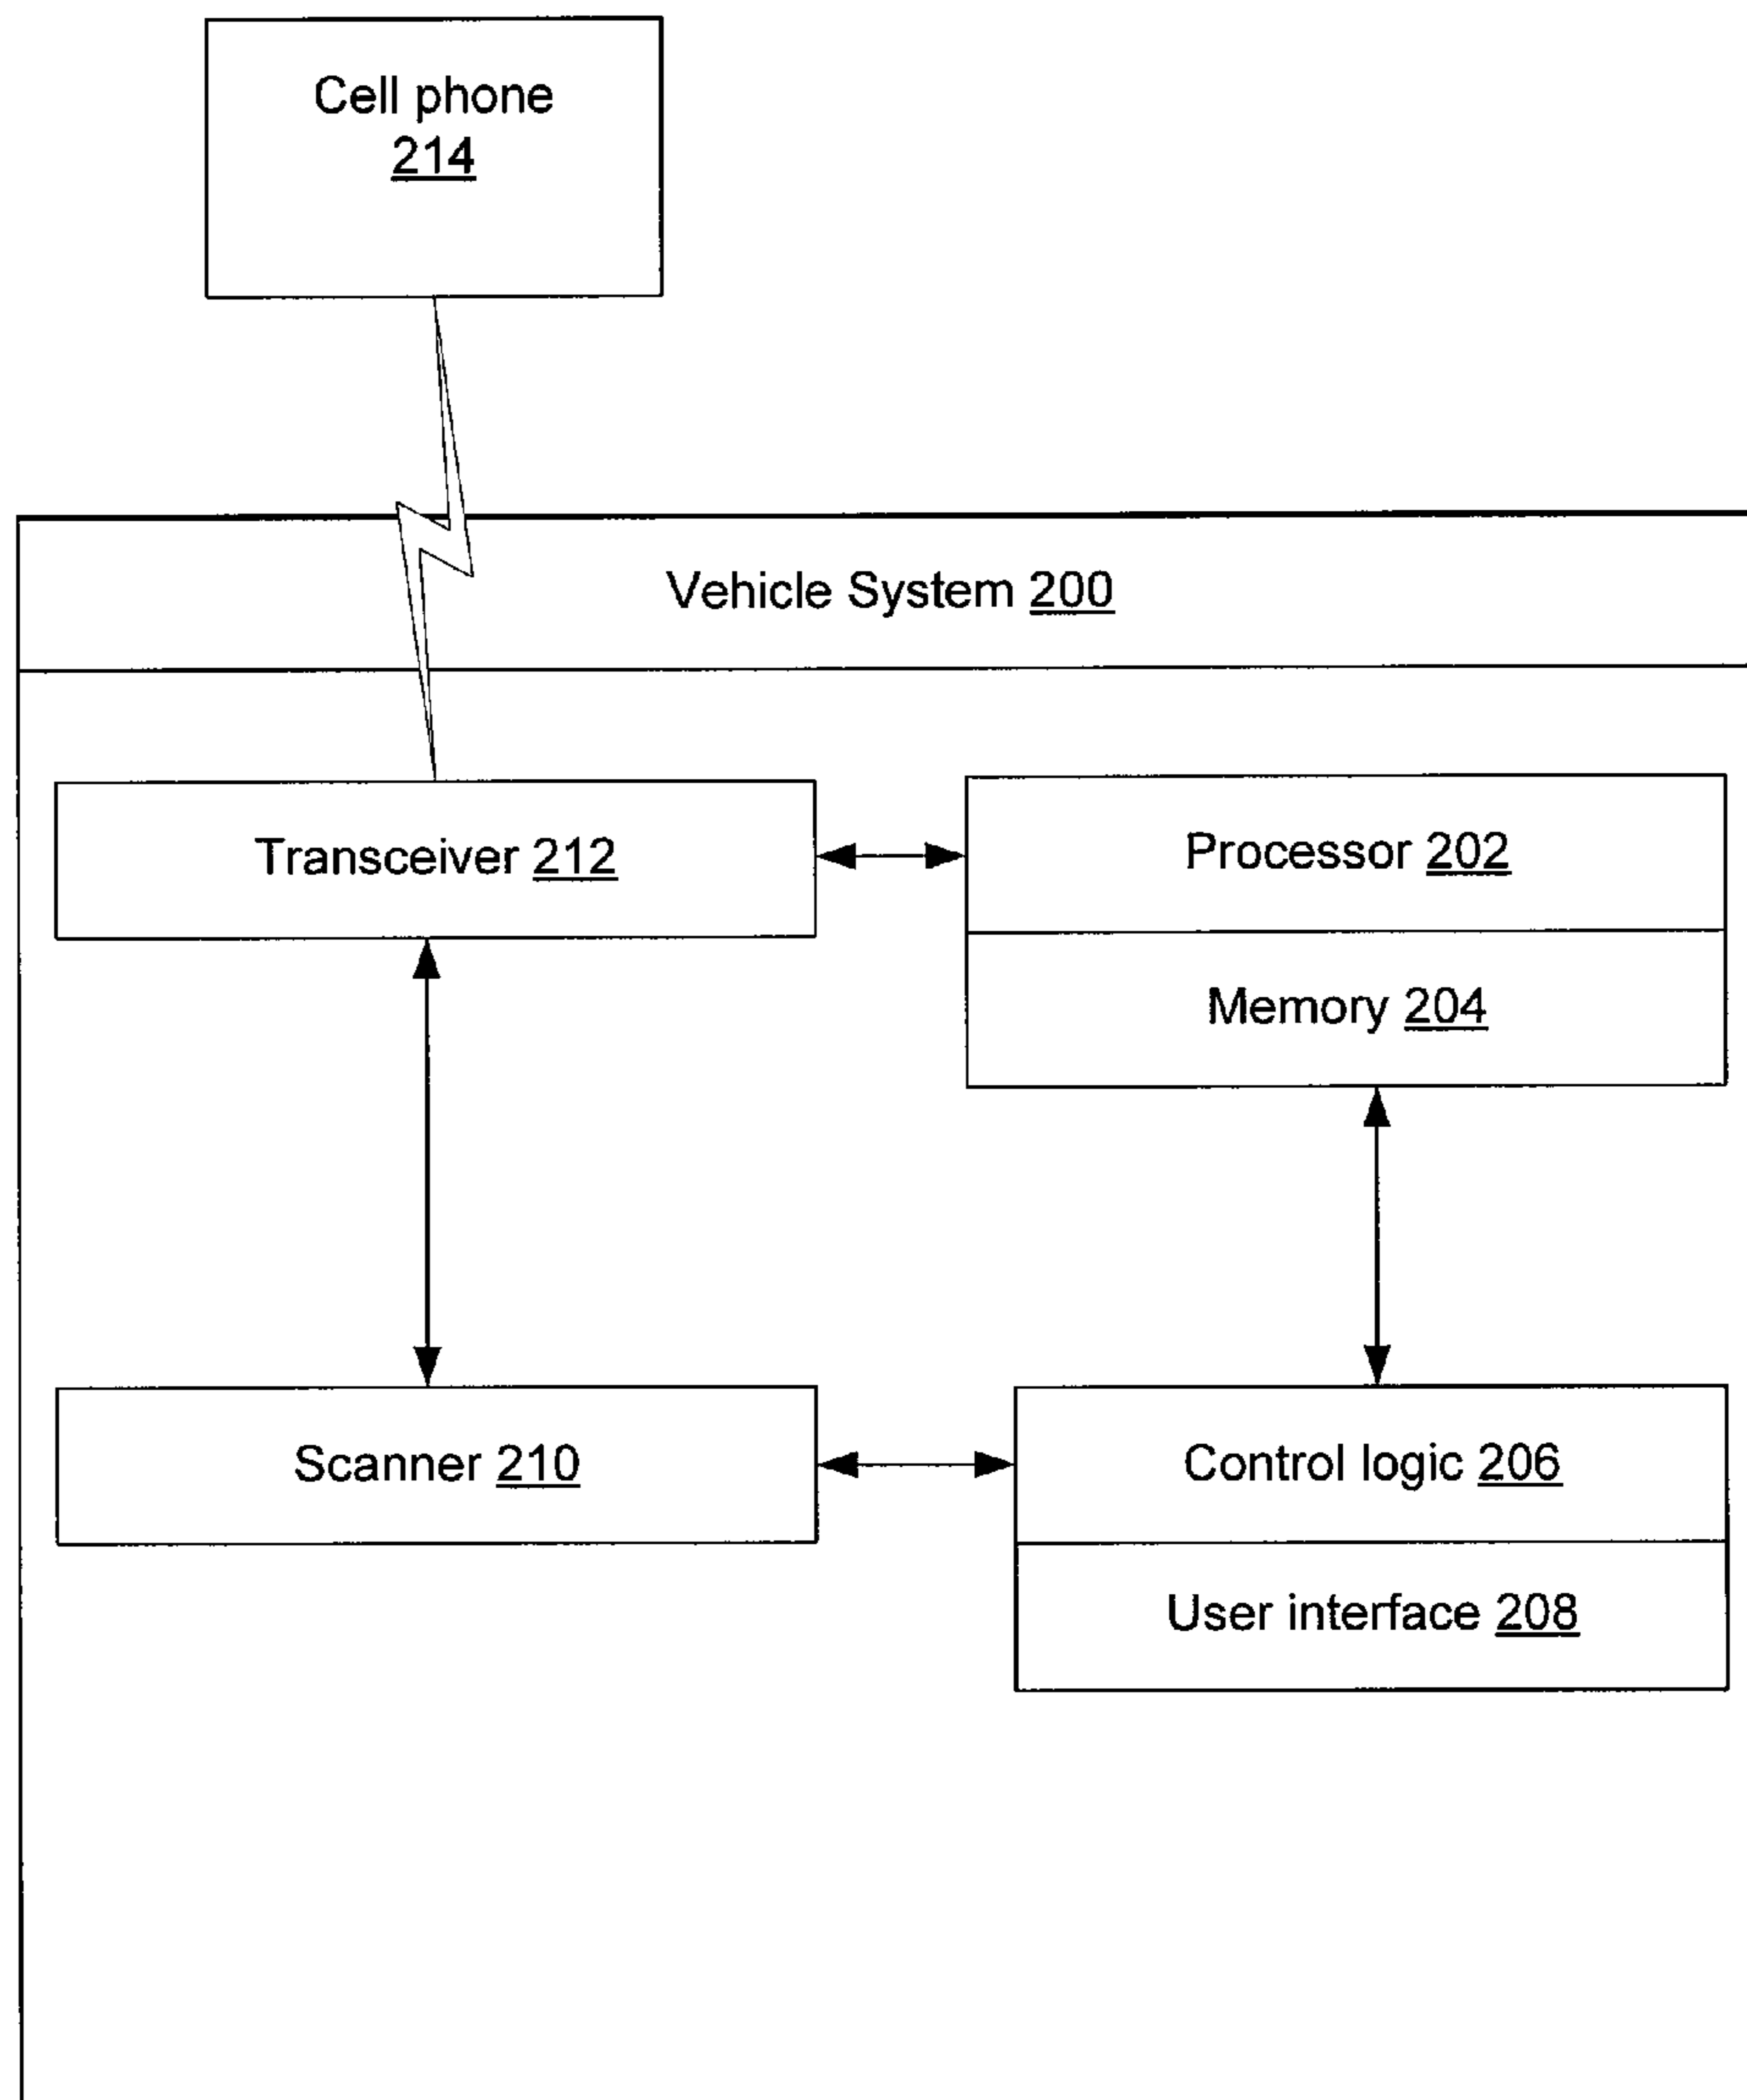 Cell phone
214
Vehicle System 200
Transceiver 212
Processor 202
Memory 204
Scanner 210
Control logic 206
User interface 208